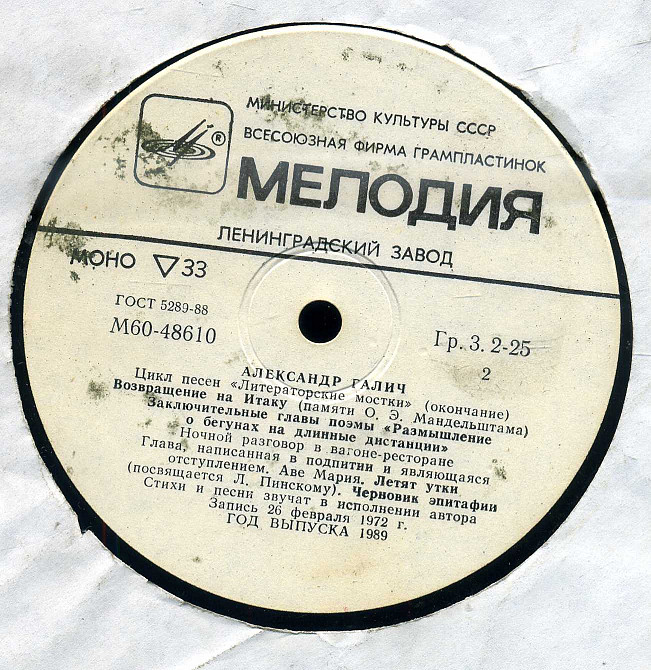 МИНИСТЕРСТВО КУЛЬТУРЫ СССР
ВСЕСОЮЗНАЯ ФИРМА ГРАМПЛАСТИНОК
®
МЕЛОДИЯ
ЛЕНИНГРАДСКИЙ ЗАВОД
МОНО ▽ 33
ГОСТ 5289-88
М60-48610
Гр. 3. 2-25
2
АЛЕКСАНДР ГАЛИЧ
Цикл песен «Литераторские мостки» (окончание)
Возвращение на Итаку (памяти О. Э. Мандельштама)
Заключительные главы поэмы «Размышление
о бегунах на длинные дистанции»
Ночной разговор в вагоне-ресторане
Глава, написанная в подпитии и являющаяся
отступлением. Аве Мария. Летят утки
(посвящается Л. Пинскому). Черновик эпитафии
Стихи и песни звучат в исполнении автора
Запись 26 февраля 1972 г.
ГОД ВЫПУСКА 1989